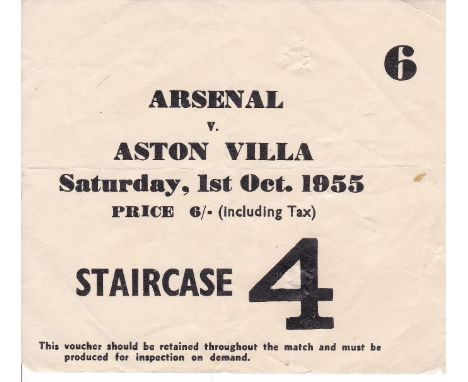 6
ARSENAL
v.
ASTON VILLA
Saturday, 1st Oct. 1955
PRICE 6/- (including Tax)
STAIRCASE 4
This voucher should be retained throughout the match and must be
produced for inspection on demand.